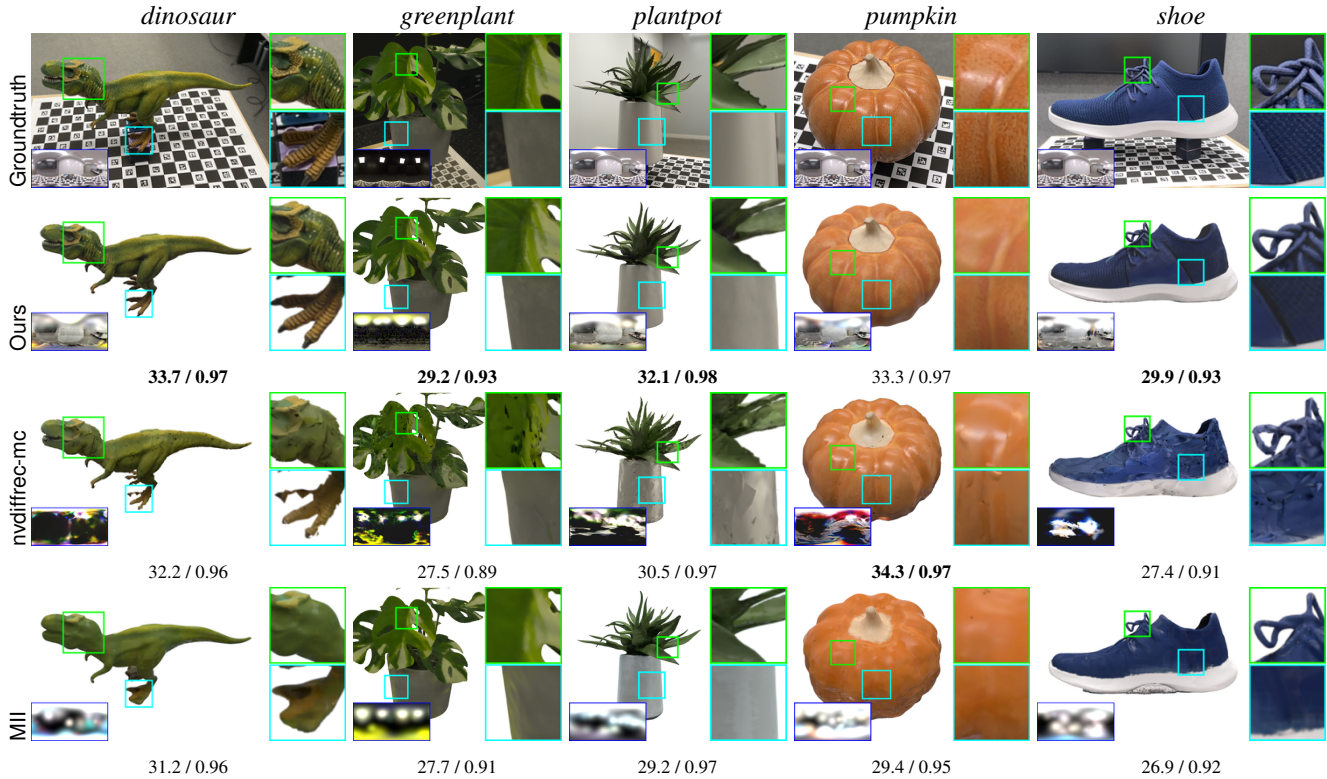 dinosaur greenplant plantpot pumpkin shoe
Groundtruth
Ours
33.7 / 0.97 29.2 / 0.93 32.1 / 0.98 33.3 / 0.97 29.9 / 0.93
nvdiffrec-mc
32.2 / 0.96 27.5 / 0.89 30.5 / 0.97 34.3 / 0.97 27.4 / 0.91
MII
31.2 / 0.96 27.7 / 0.91 29.2 / 0.97 29.4 / 0.95 26.9 / 0.92